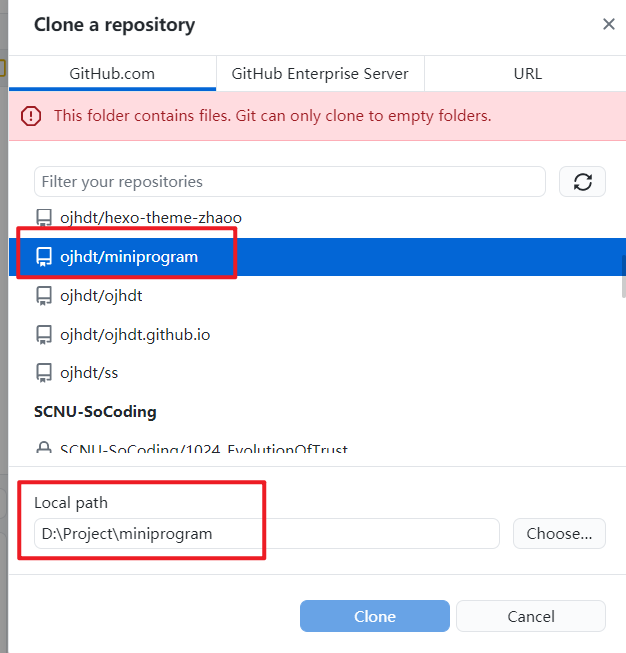 Clone a repository
GitHub.com
GitHub Enterprise Server
URL
This folder contains files. Git can only clone to empty folders.
Filter your repositories
ojhdt/hexo-theme-zhaoo
ojhdt/miniprogram
ojhdt/ojhdt
ojhdt/ojhdt.github.io
ojhdt/ss
SCNU-SoCoding
SCNU-SoCoding/1024_EvolutionOfTrust
Local path
D:\Project\miniprogram
Choose...
Clone
Cancel